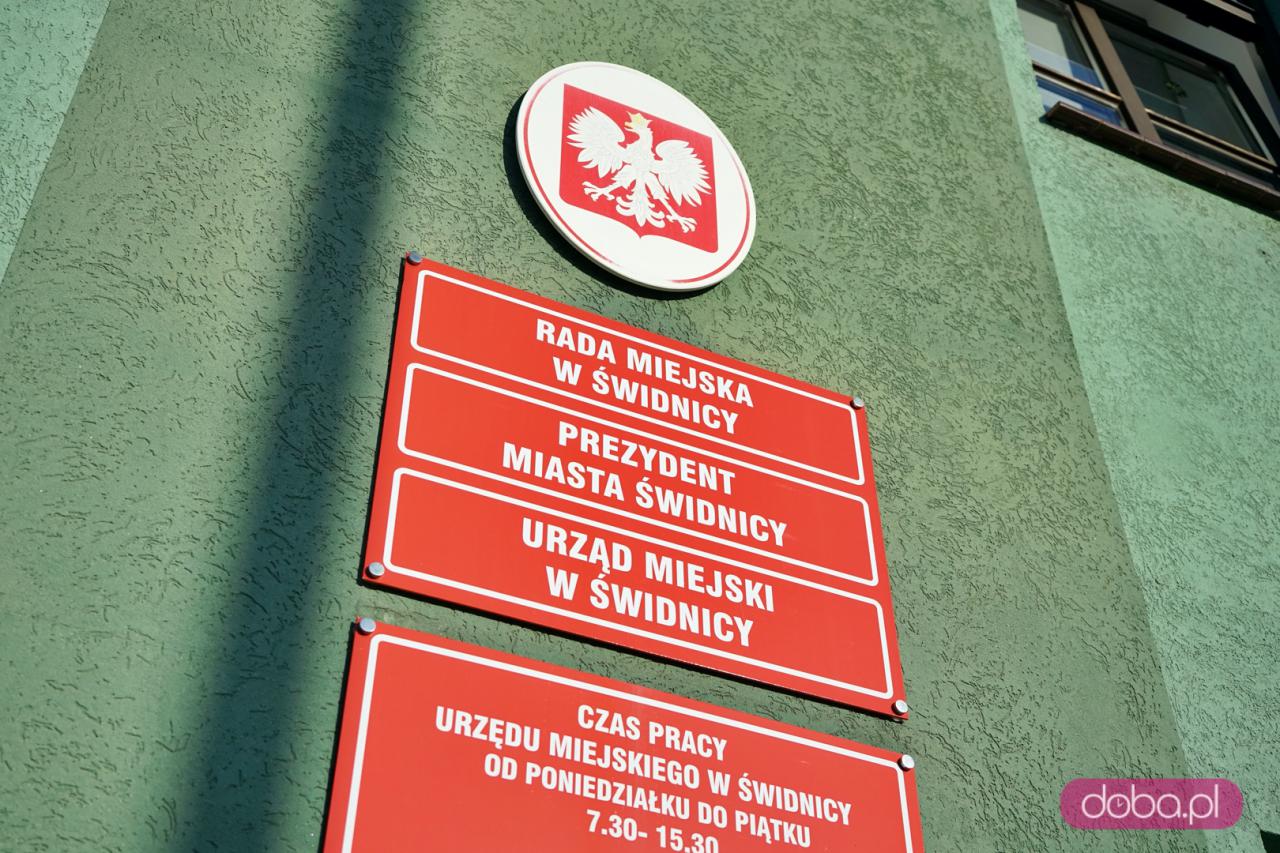 RADA MIEJSKA
W ŚWIDNICY
PREZYDENT
MIASTA ŚWIDNICY
URZĄD MIEJSKI
W ŚWIDNICY
CZAS PRACY
URZĘDU MIEJSKIEGO W ŚWIDNICY
OD PONIEDZIAŁKU DO PIĄTKU
7.30- 15.30
doba.pl